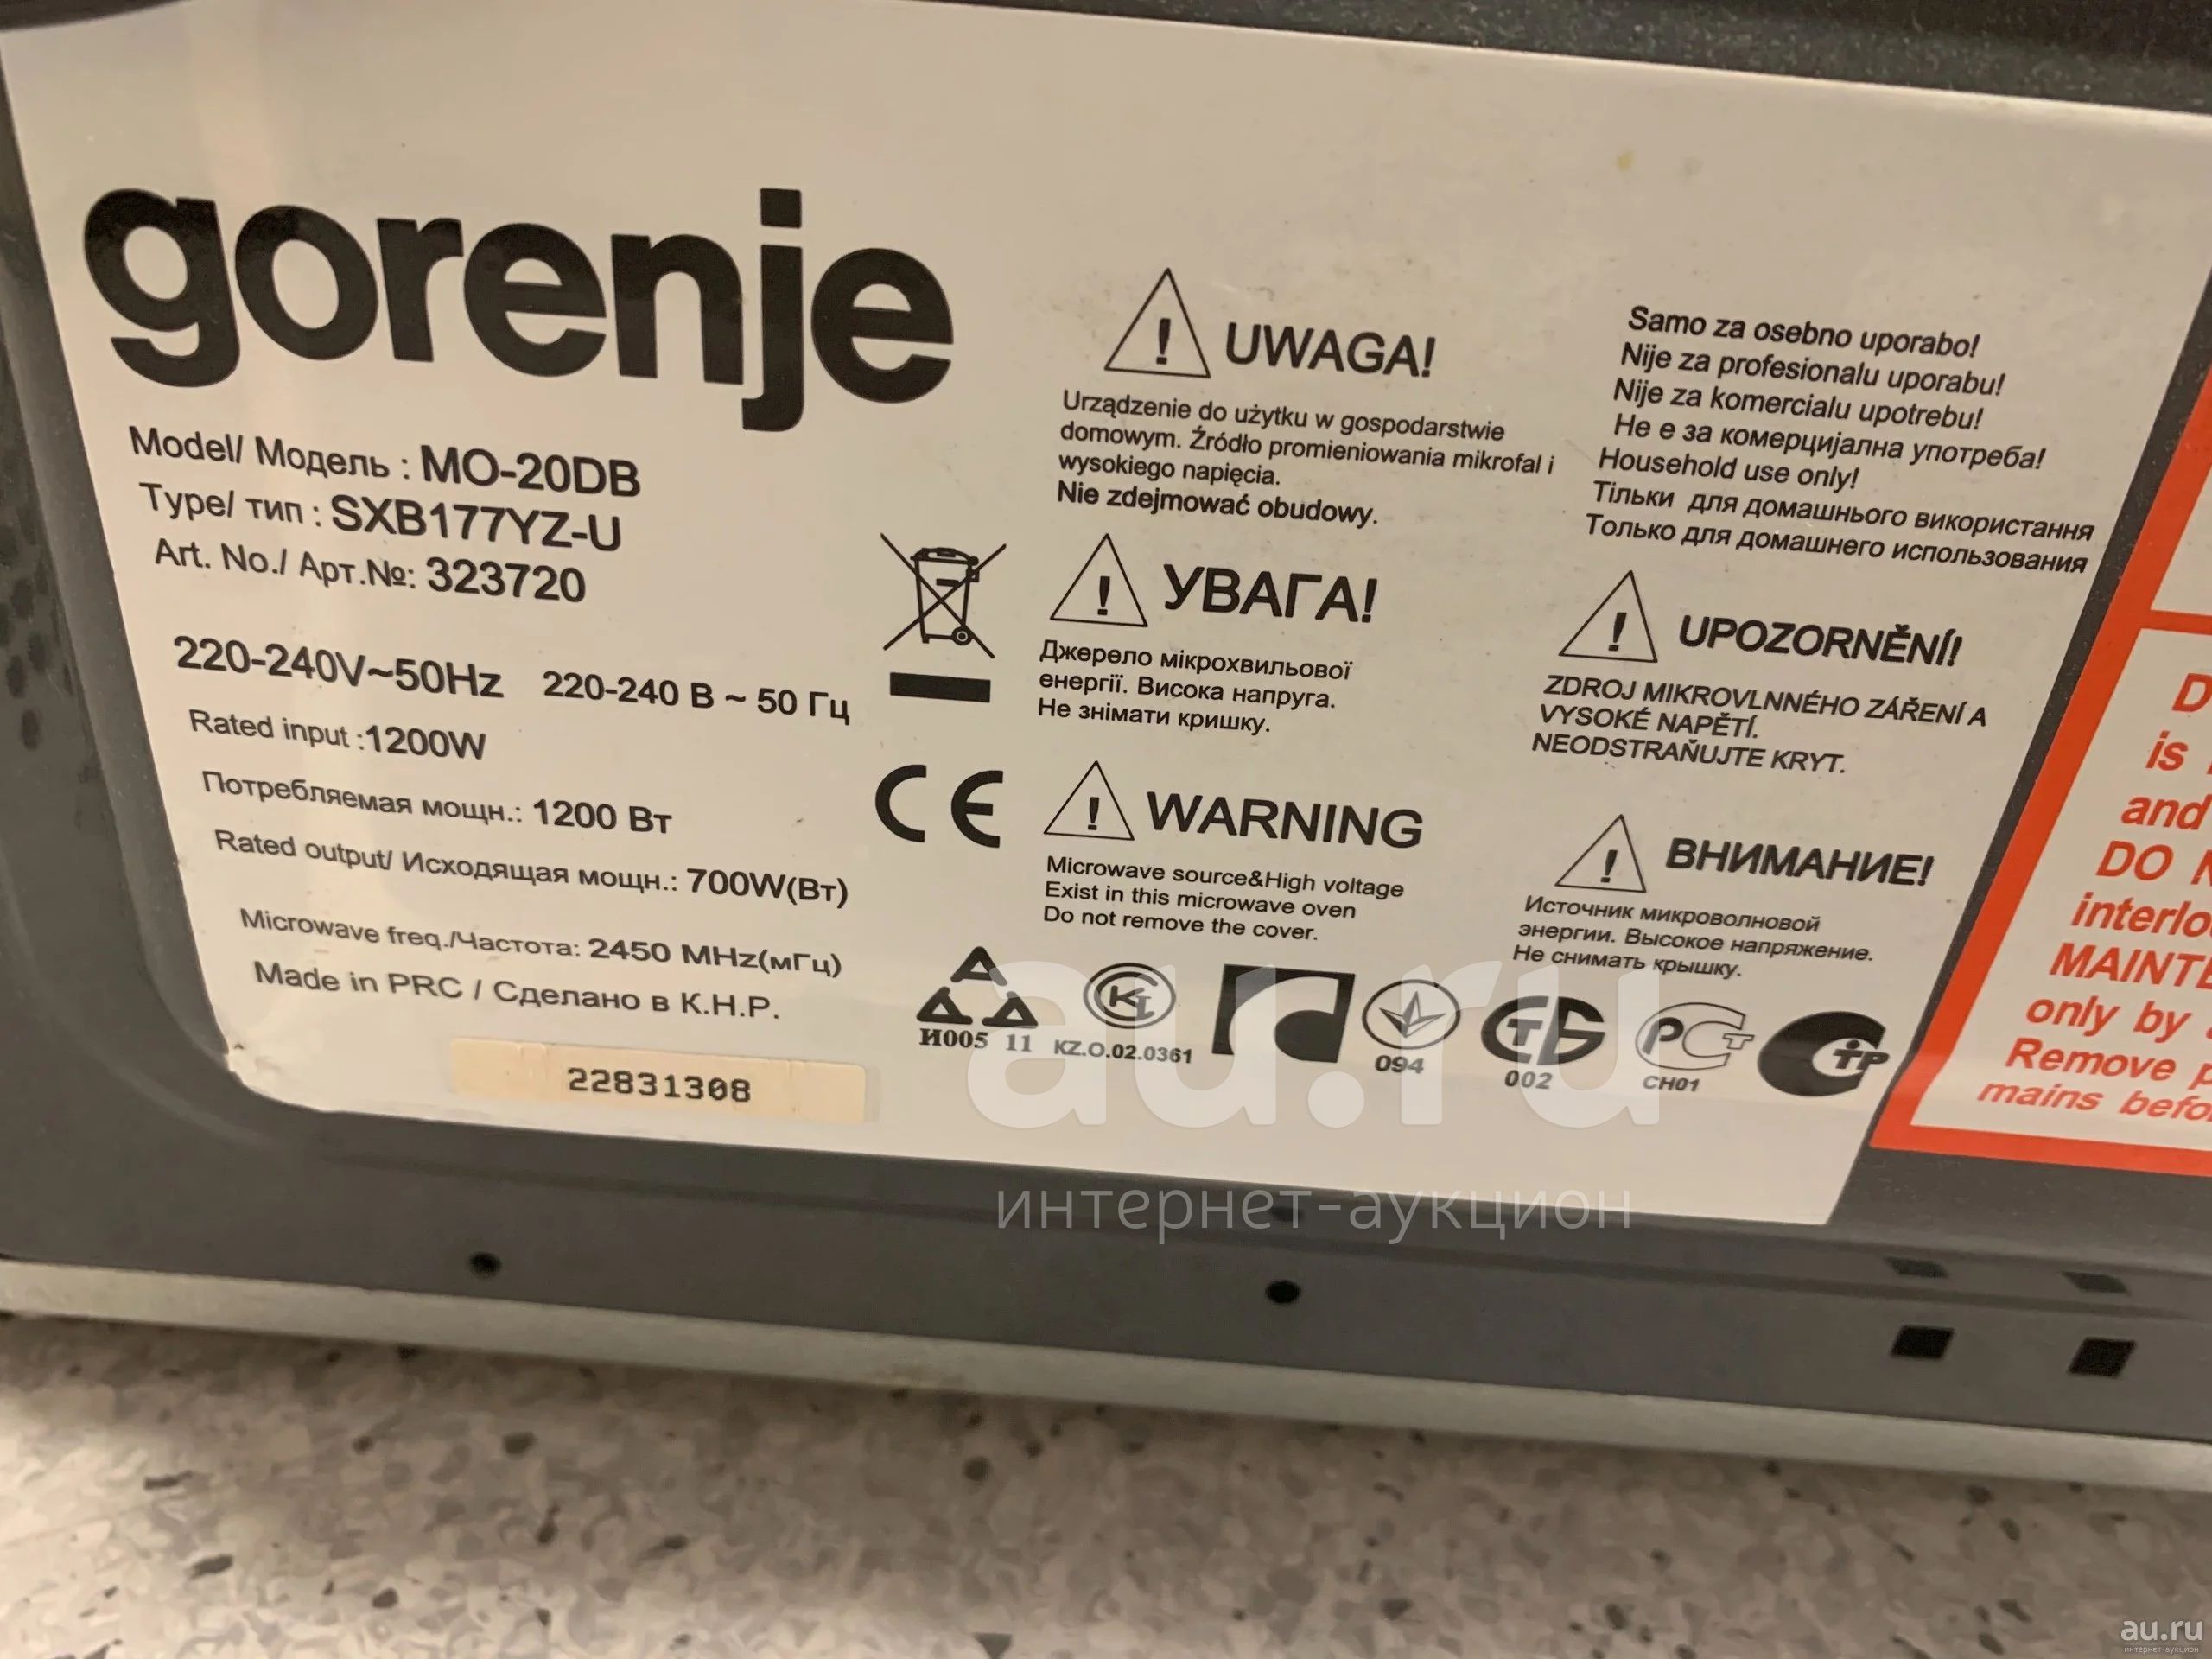 gorenje
Model/ Модель : MO-20DB
Type/ тип : SXB177YZ-U
Art. No./ Арт.№: 323720
220-240V~50Hz 220-240 В ~ 50 Гц
Rated input :1200W
Потребляемая мощн.: 1200 Вт
Rated output/ Исходящая мощн.: 700W(Вт)
Microwave freq./Частота: 2450 MHz(мГц)
Made in PRC / Сделано в К.Н.Р.
22831308
CE
UWAGA!
Urządzenie do użytku w gospodarstwie
domowym. Źródło promieniowania mikrofal i
wysokiego napięcia.
Nie zdejmować obudowy.
УВАГА!
Джерело мікрохвильової
енергії. Висока напруга.
Не знімати кришку.
WARNING
Microwave source&High voltage
Exist in this microwave oven
Do not remove the cover.
Samo za osebno uporabo!
Nije za profesionalu uporabu!
Nije za komercialu upotrebu!
Не е за комерцијална употреба!
Household use only!
Тільки для домашнього використання
Только для домашнего использования
UPOZORNĚNÍ!
ZDROJ MIKROVLNNÉHO ZÁŘENÍ A
VYSOKÉ NAPĚTÍ.
NEODSTRAŇUJTE KRYT.
ВНИМАНИЕ!
Источник микроволновой
энергии. Высокое напряжение.
Не снимать крышку.
И005 11 KZ.O.02.0361 094 002 CH01
is
and
DO
only by
Remove
mains
au.ru
интернет-аукцион
au.ru
интернет-аукцион